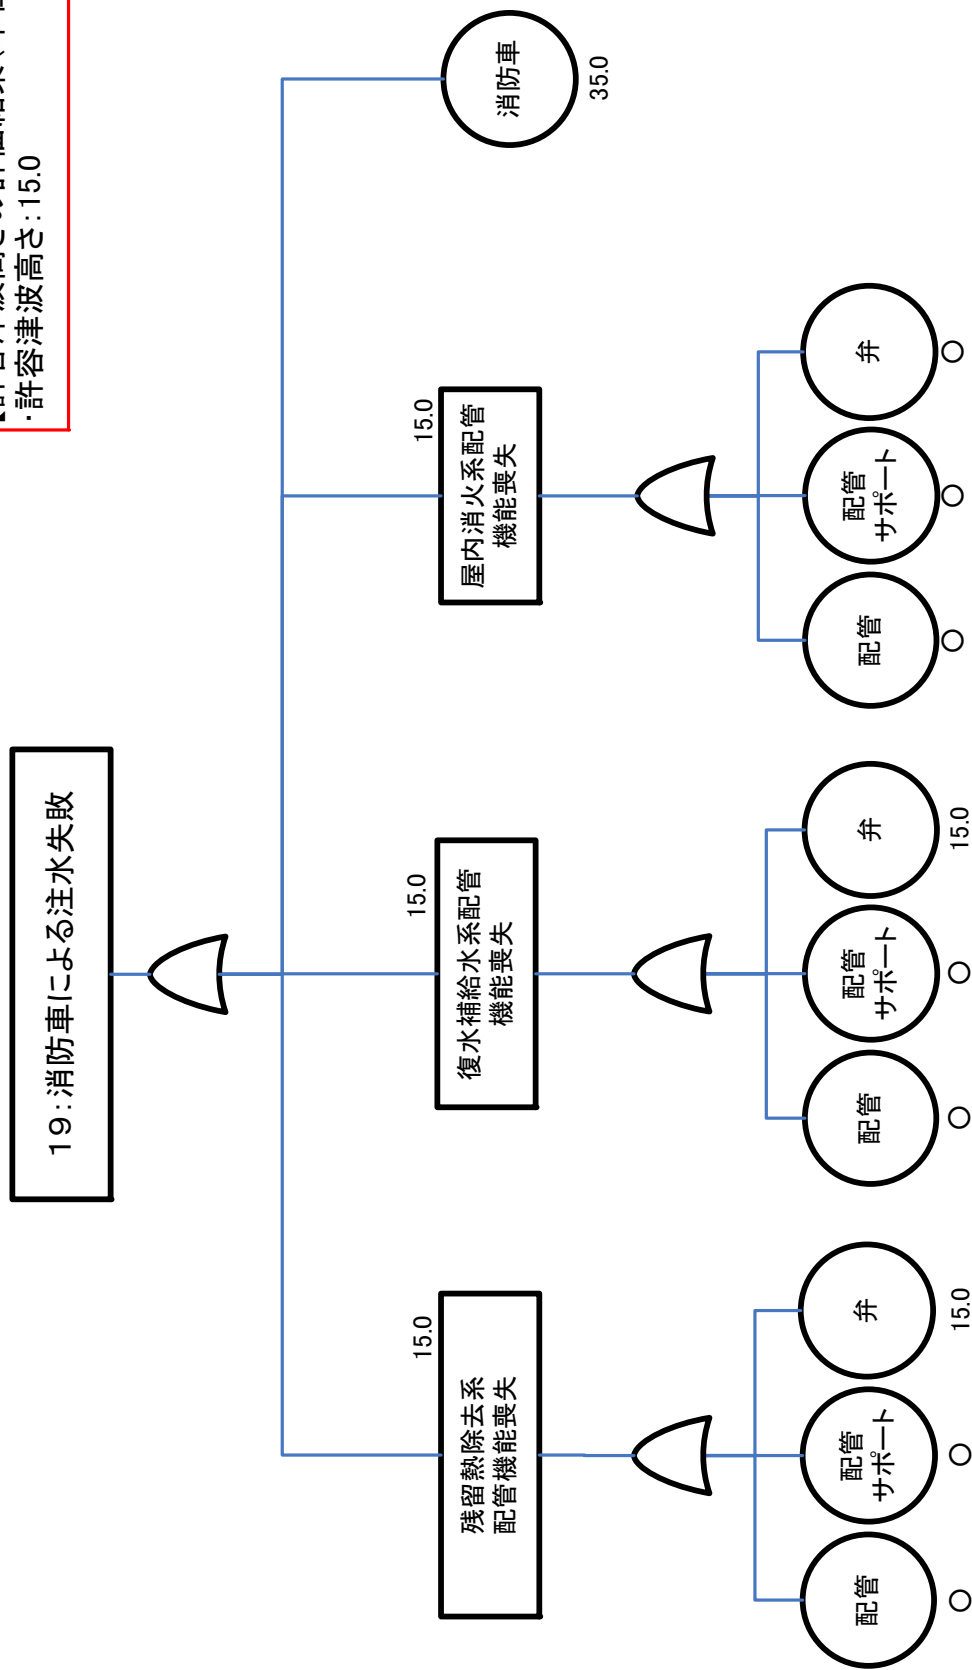 ・許容津波高さ：15.0
19：消防車による注水失敗
15.0
残留熱除去系
配管機能喪失
15.0
復水補給水系配管
機能喪失
15.0
屋内消火系配管
機能喪失
消防車
35.0
配管
○
配管
サポート
○
弁
15.0
配管
○
配管
サポート
○
弁
15.0
配管
○
配管
サポート
○
弁
○